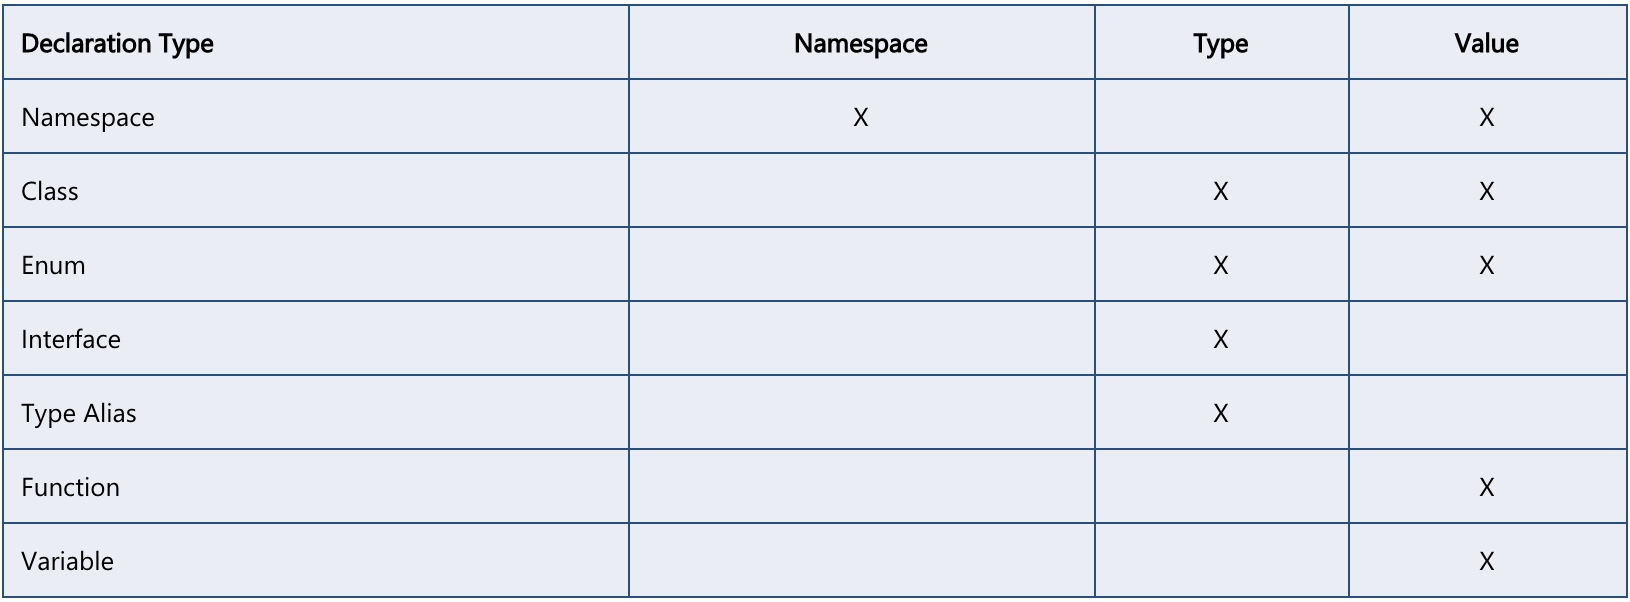 Declaration Type Namespace Type Value
Namespace X X
Class X X
Enum X X
Interface X
Type Alias X
Function X
Variable X